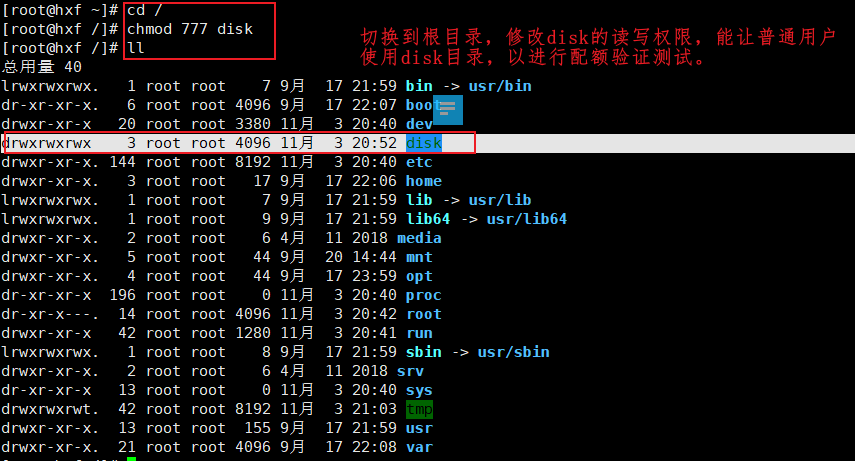 [root@hxf ~]# cd /
[root@hxf /]# chmod 777 disk
[root@hxf /]# ll
切换到根目录，修改disk的读写权限，能让普通用户
使用disk目录，以进行配额验证测试。
总用量 40
lrwxrwxrwx.   1 root root    7 9月  17 21:59 bin -> usr/bin
dr-xr-xr-x.   6 root root 4096 9月  17 22:07 boot
drwxr-xr-x   20 root root 3380 11月  3 20:40 dev
drwxrwxrwx    3 root root 4096 11月  3 20:52 disk
drwxr-xr-x. 144 root root 8192 11月  3 20:40 etc
drwxr-xr-x.   3 root root   17 9月  17 22:06 home
lrwxrwxrwx.   1 root root    7 9月  17 21:59 lib -> usr/lib
lrwxrwxrwx.   1 root root    9 9月  17 21:59 lib64 -> usr/lib64
drwxr-xr-x.   2 root root    6 4月  11 2018 media
drwxr-xr-x.   5 root root   44 9月  20 14:44 mnt
drwxr-xr-x.   4 root root   44 9月  17 23:59 opt
dr-xr-xr-x  196 root root    0 11月  3 20:40 proc
dr-xr-x---.  14 root root 4096 11月  3 20:42 root
drwxr-xr-x   42 root root 1280 11月  3 20:41 run
lrwxrwxrwx.   1 root root    8 9月  17 21:59 sbin -> usr/sbin
drwxr-xr-x.   2 root root    6 4月  11 2018 srv
dr-xr-xr-x   13 root root    0 11月  3 20:40 sys
drwxrwxrwt.  42 root root 8192 11月  3 21:03 tmp
drwxr-xr-x.  13 root root  155 9月  17 21:59 usr
drwxr-xr-x.  21 root root 4096 9月  17 22:08 var